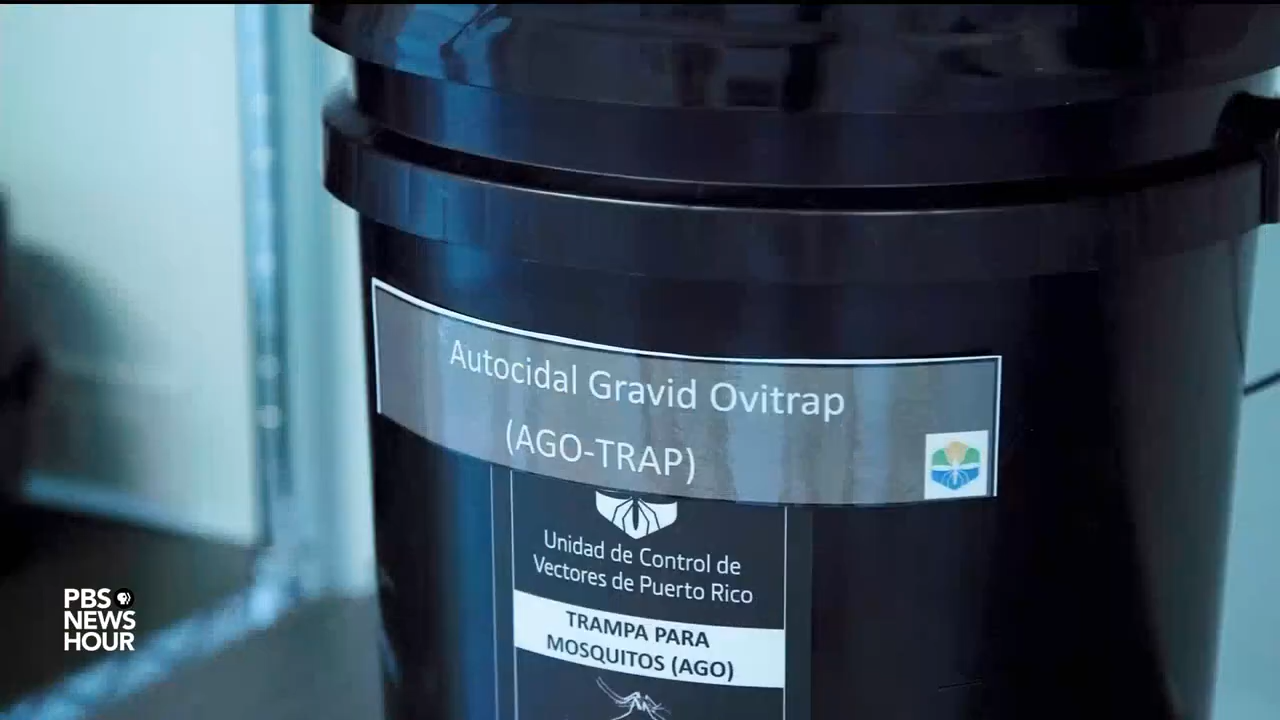 Autocidal Gravid Ovitrap
(AGO-TRAP)
Unidad de Control de
Vectores de Puerto Rico
TRAMPA PARA
MOSQUITOS (AGO)
PBS
NEWS
HOUR